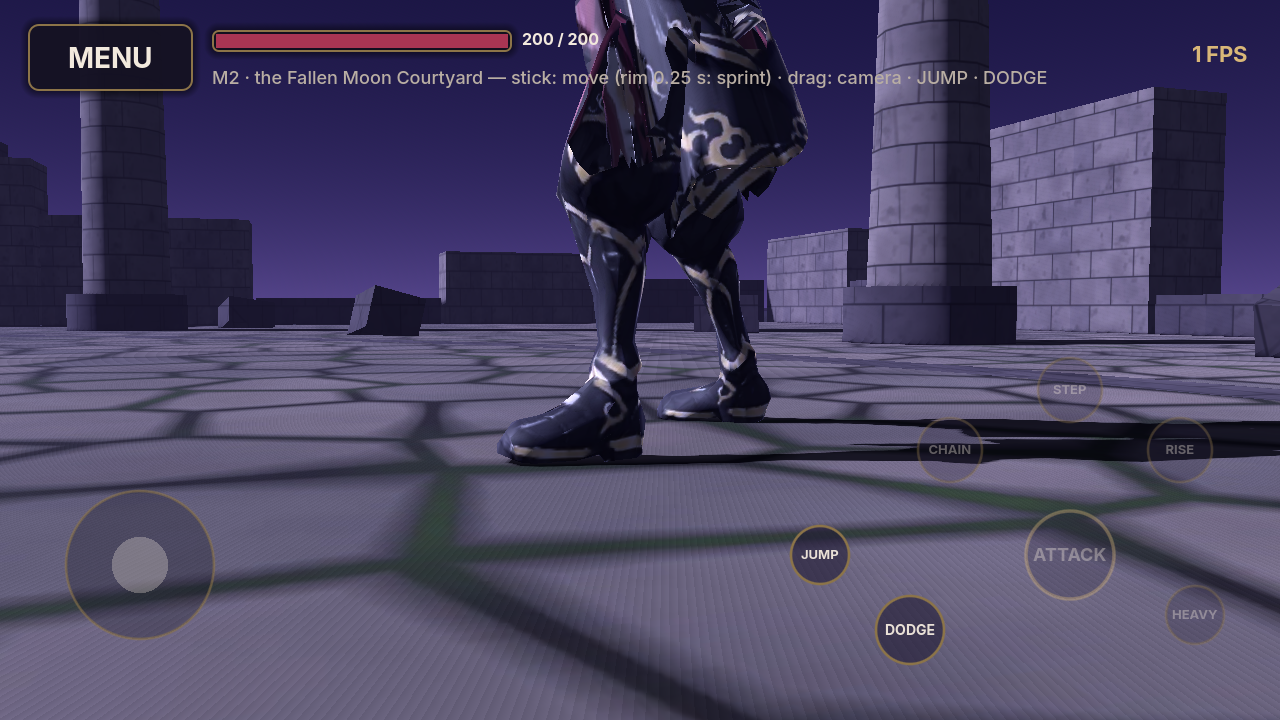 MENU
200 / 200
1 FPS
M2 · the Fallen Moon Courtyard — stick: move (rim 0.25 s: sprint) · drag: camera · JUMP · DODGE
STEP
CHAIN
RISE
JUMP
ATTACK
HEAVY
DODGE